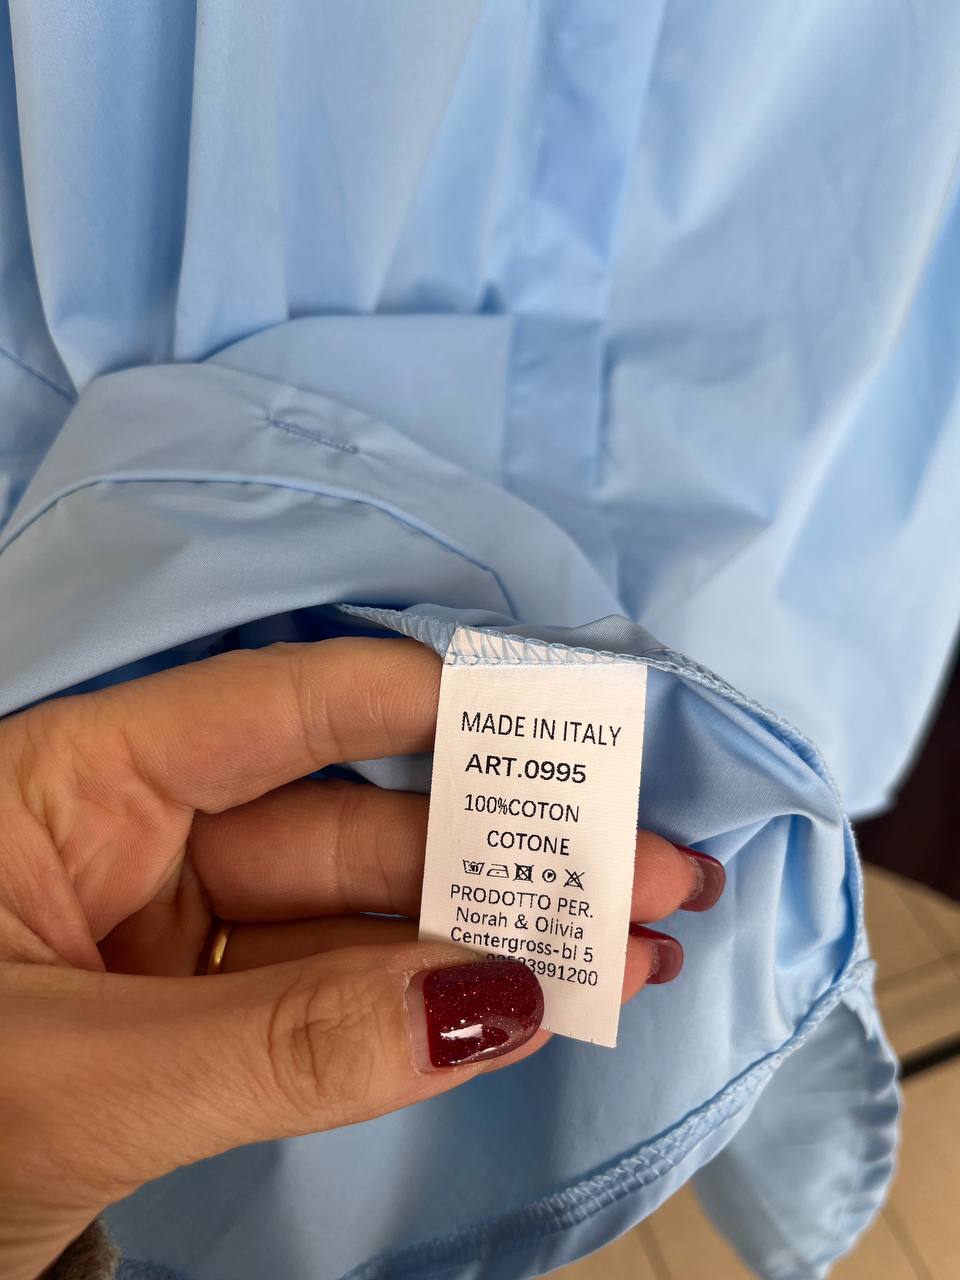 MADE IN ITALY
ART.0995
100%COTON
COTONE
PRODOTTO PER.
Norah & Olivia
Centergross-bl 5